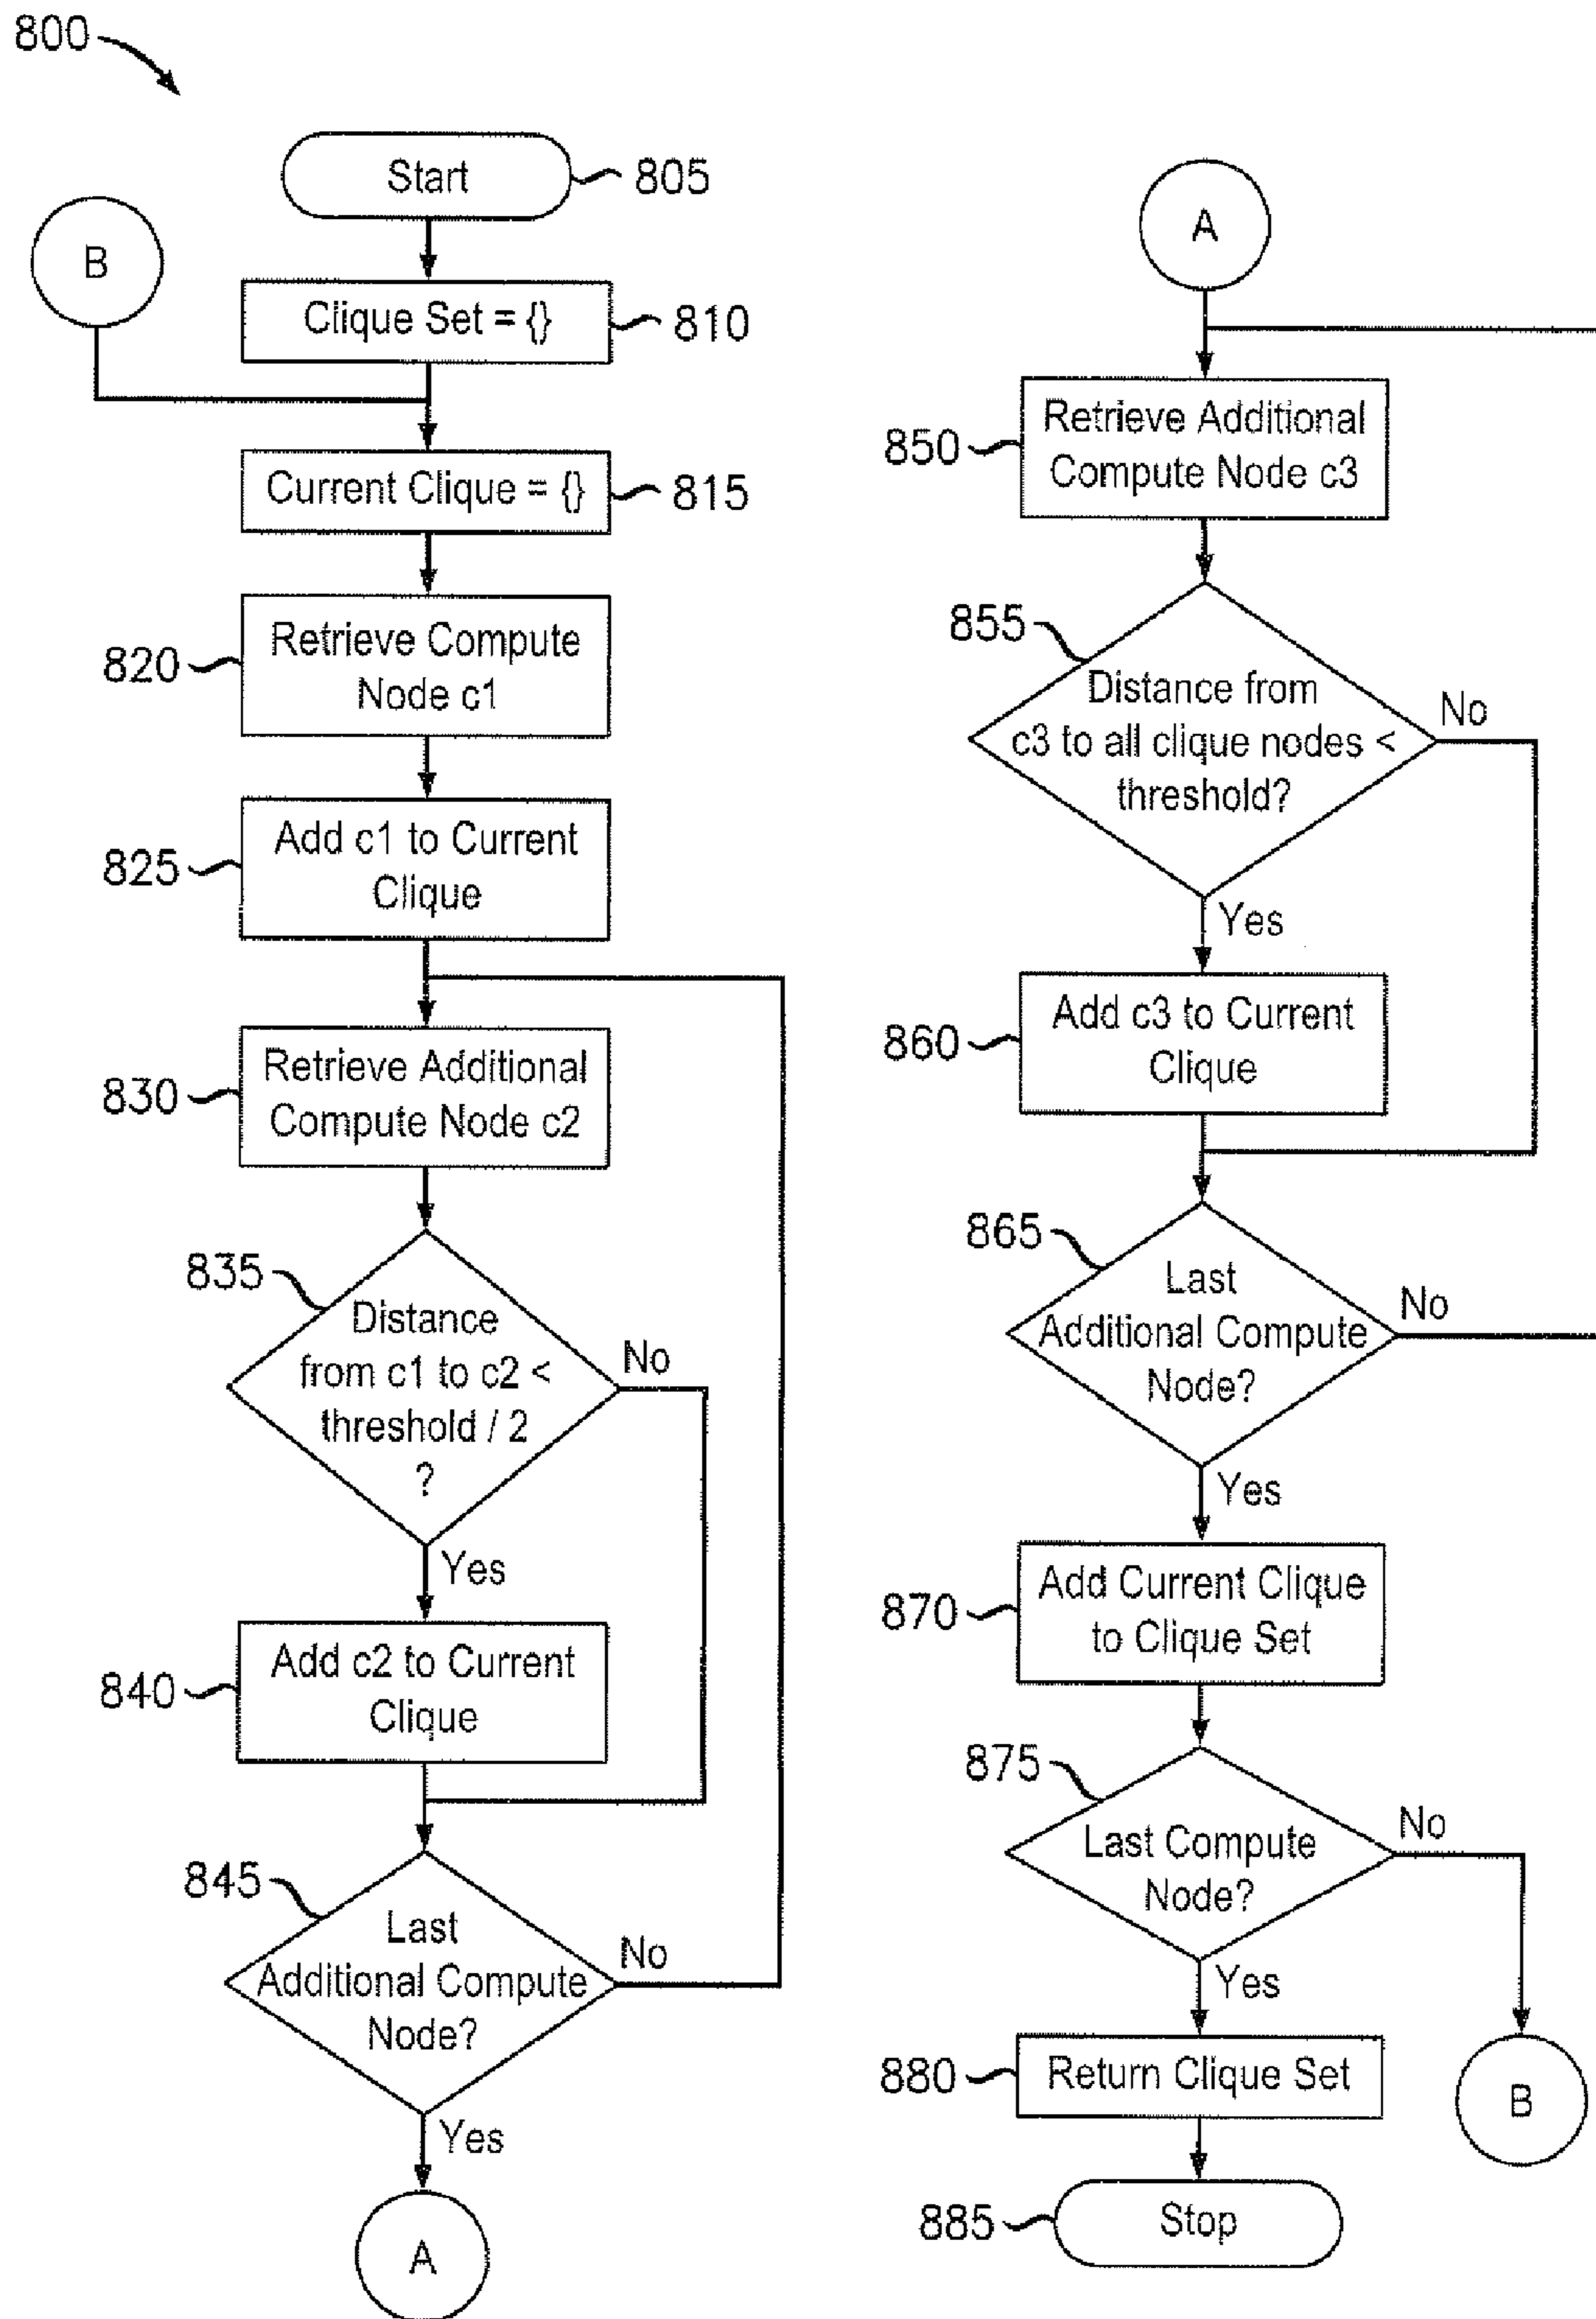 800
Start
805
B
Clique Set = {}
810
Current Clique = {}
815
Retrieve Compute
Node c1
820
Add c1 to Current
Clique
825
Retrieve Additional
Compute Node c2
830
835
Distance
from c1 to c2 <
threshold / 2
?
No
Yes
Add c2 to Current
Clique
840
845
Last
Additional Compute
Node?
No
Yes
A
A
Retrieve Additional
Compute Node c3
850
855
Distance from
c3 to all clique nodes <
threshold?
No
Yes
Add c3 to Current
Clique
860
865
Last
Additional Compute
Node?
No
Yes
Add Current Clique
to Clique Set
870
875
Last Compute
Node?
No
Yes
Return Clique Set
880
B
Stop
885